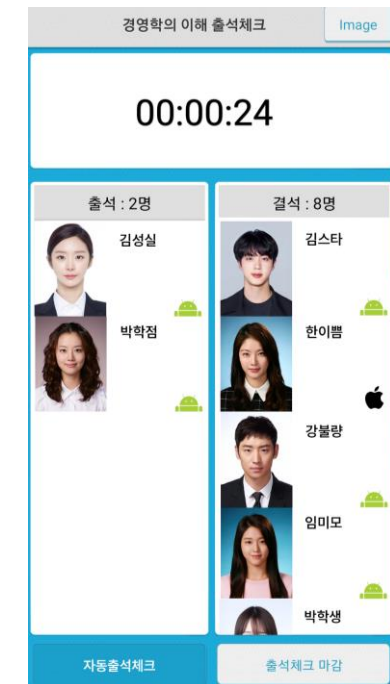 경영학의 이해 출석체크
Image
00:00:24
출석 : 2명
김성실
박학점
결석 : 8명
김스타
한이쁨
강불량
임미모
박학생
자동출석체크
출석체크 마감